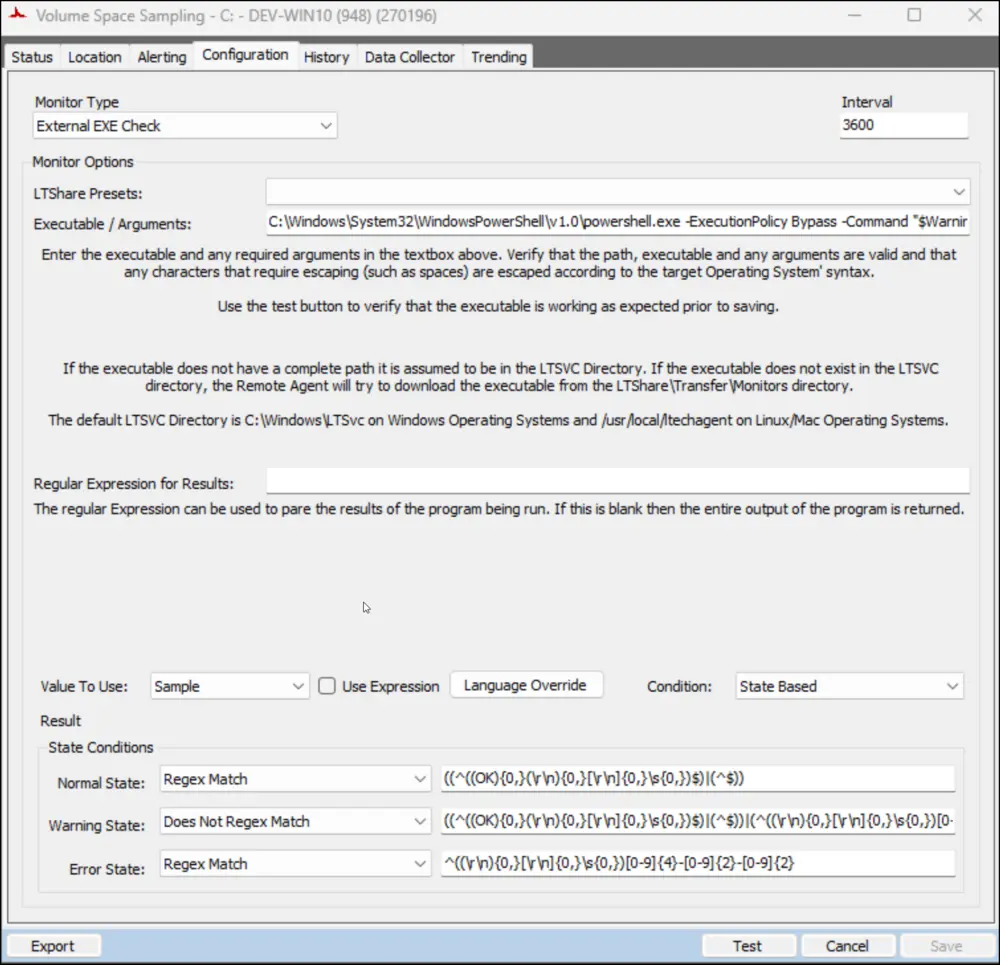 Volume Space Sampling - C: - DEV-WIN10 (948) (270196)
Status Location Alerting Configuration History Data Collector Trending
Monitor Type Interval
External EXE Check 3600
Monitor Options
LTShare Presets:
Executable / Arguments: C:\Windows\System32\WindowsPowerShell\v1.0\powershell.exe -ExecutionPolicy Bypass -Command "$Warnin
Enter the executable and any required arguments in the textbox above. Verify that the path, executable and any arguments are valid and that
any characters that require escaping (such as spaces) are escaped according to the target Operating System' syntax.
Use the test button to verify that the executable is working as expected prior to saving.
If the executable does not have a complete path it is assumed to be in the LTSVC Directory. If the executable does not exist in the LTSVC
directory, the Remote Agent will try to download the executable from the LTShare\Transfer\Monitors directory.
The default LTSVC Directory is C:\Windows\LTSvc on Windows Operating Systems and /usr/local/ltechagent on Linux/Mac Operating Systems.
Regular Expression for Results:
The regular Expression can be used to pare the results of the program being run. If this is blank then the entire output of the program is returned.
Value To Use: Sample Use Expression Language Override Condition: State Based
Result
State Conditions
Normal State: Regex Match ((^((OK){0,}(\r\n){0,}[\r\n]{0,}\s{0,})$)|(^$))
Warning State: Does Not Regex Match ((^((OK){0,}(\r\n){0,}[\r\n]{0,}\s{0,})$)|(^$))|(^((\r\n){0,}[\r\n]{0,}\s{0,})[0-
Error State: Regex Match ^((\r\n){0,}[\r\n]{0,}\s{0,})[0-9]{4}-[0-9]{2}-[0-9]{2}
Export Test Cancel Save